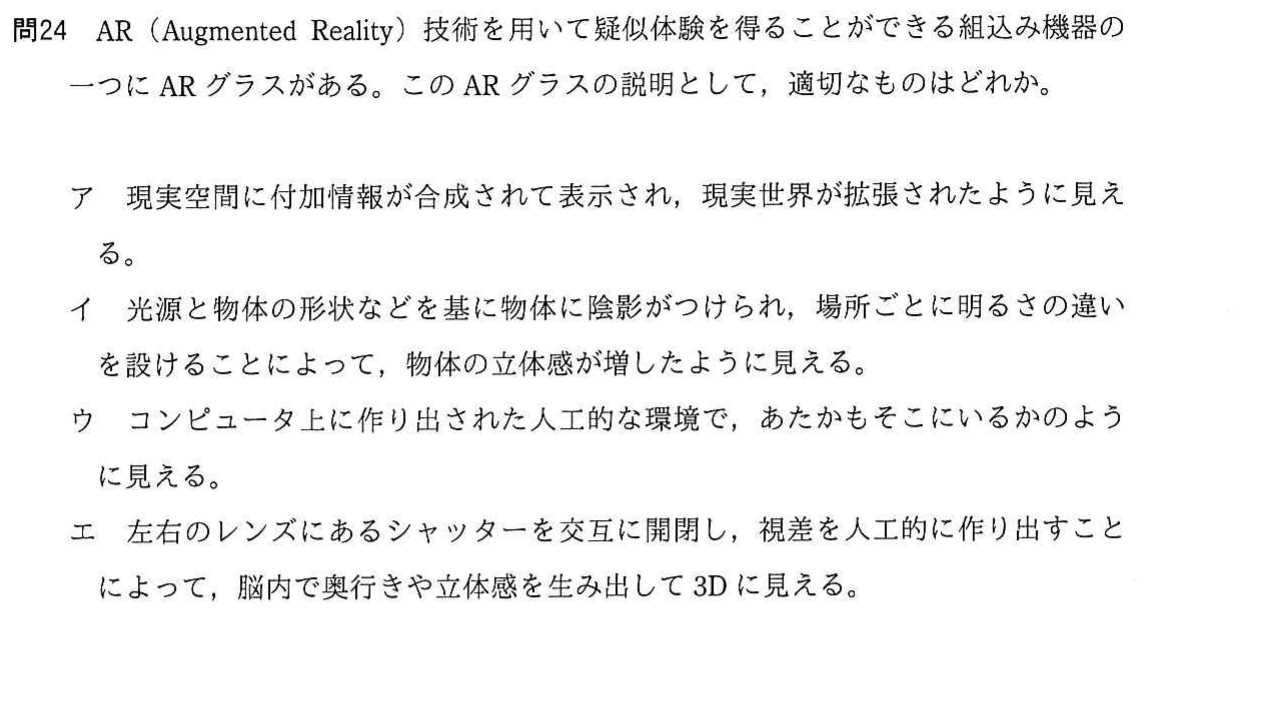 問24 AR（Augmented Reality）技術を用いて疑似体験を得ることができる組込み機器の
一つに AR グラスがある。この AR グラスの説明として，適切なものはどれか。
ア 現実空間に付加情報が合成されて表示され，現実世界が拡張されたように見え
る。
イ 光源と物体の形状などを基に物体に陰影がつけられ，場所ごとに明るさの違い
を設けることによって，物体の立体感が増したように見える。
ウ コンピュータ上に作り出された人工的な環境で，あたかもそこにいるかのよう
に見える。
エ 左右のレンズにあるシャッターを交互に開閉し，視差を人工的に作り出すこと
によって，脳内で奥行きや立体感を生み出して 3D に見える。